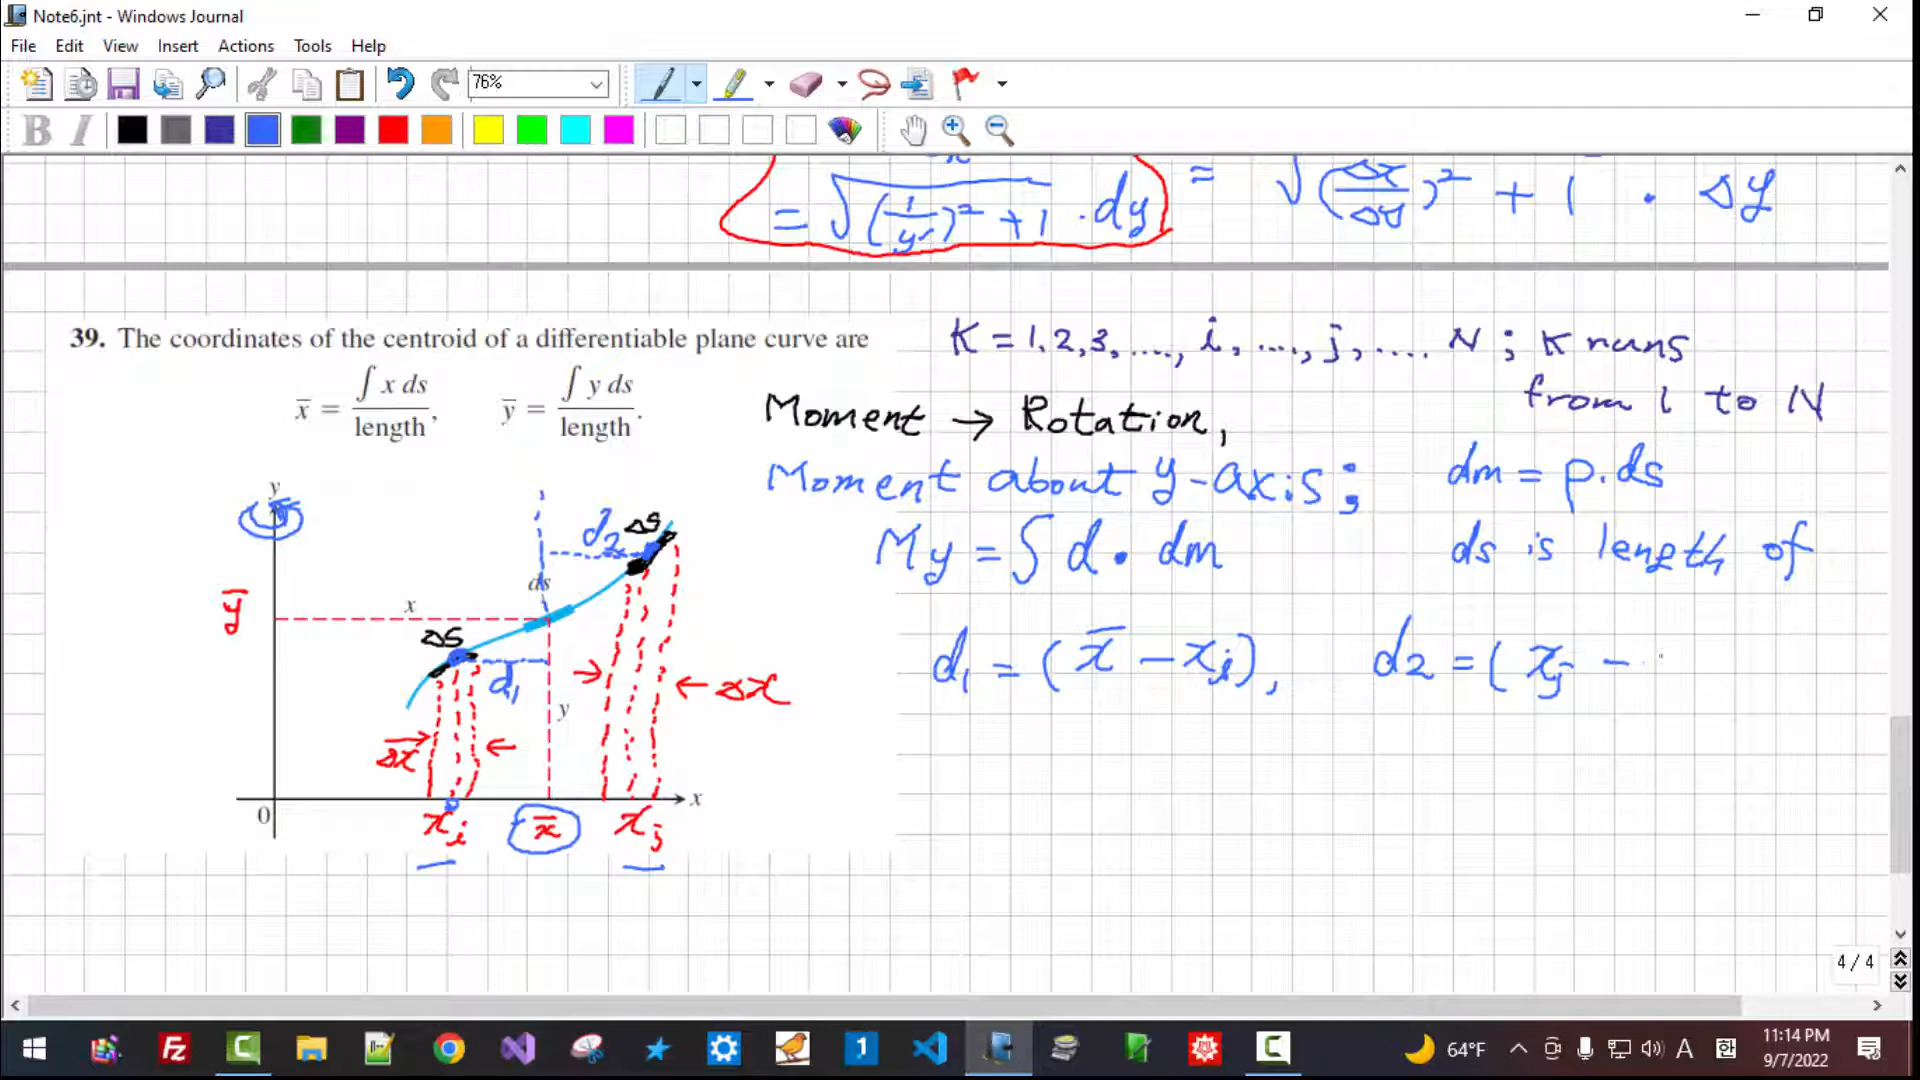 Note6.jnt - Windows Journal
File Edit View Insert Actions Tools Help
76%
B I
= √((1/y')² + 1) . dy
= √((Δx/Δy)² + 1) . Δy
39. The coordinates of the centroid of a differentiable plane curve are
x̄ = ∫ x ds / length, ȳ = ∫ y ds / length.
K = 1, 2, 3, ...., i, ...., j, .... N ; K runs
from 1 to N
Moment → Rotation,
Moment about y-axis ;
dm = ρ. ds
My = ∫ d • dm
ds is length of
d1 = ( x̄ - xi ),
d2 = ( xj -
y
d2
ΔS
ds
ȳ
x
ΔS
d1
→ ← Δx
y
Δx → ←
0
xi
x̄
xj
x
4 / 4
64°F
A
11:14 PM
9/7/2022